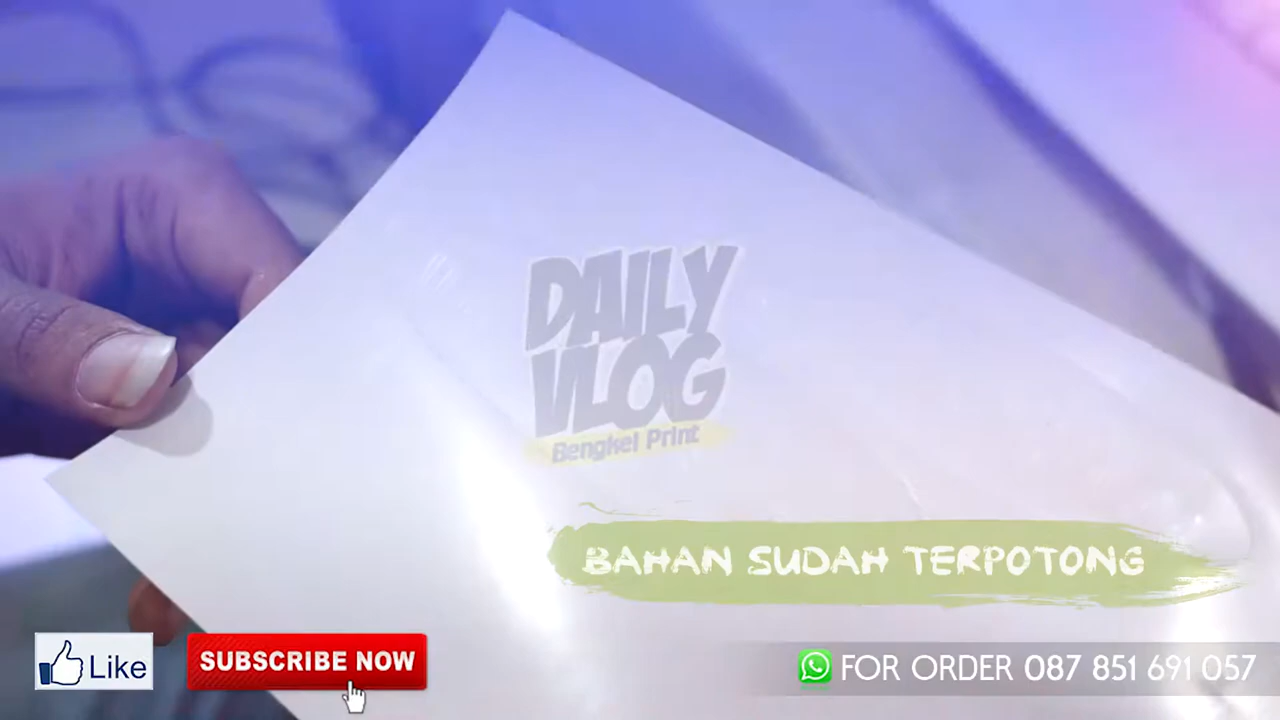 DAILY
VLOG
Bengkel Print
BAHAN SUDAH TERPOTONG
Like
SUBSCRIBE NOW
FOR ORDER 087 851 691 057